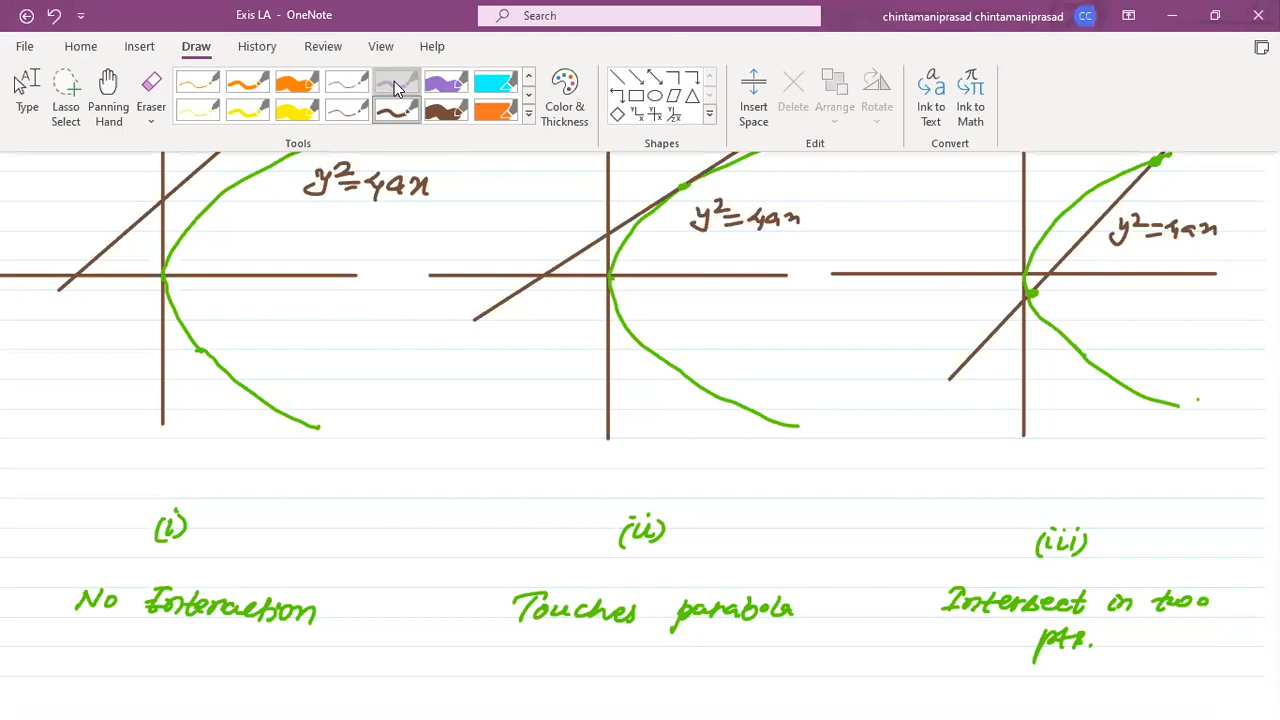 Exis LA - OneNote
Search
chintamaniprasad chintamaniprasad
CC
File Home Insert Draw History Review View Help
Type
Lasso Select
Panning Hand
Eraser
Color & Thickness
Insert Space
Delete
Arrange
Rotate
Ink to Text
Ink to Math
Tools
Shapes
Edit
Convert
y²=4ax
y²=4ax
y²=4ax
(i)
(ii)
(iii)
No Interaction
Touches parabola
Intersect in two
pts.